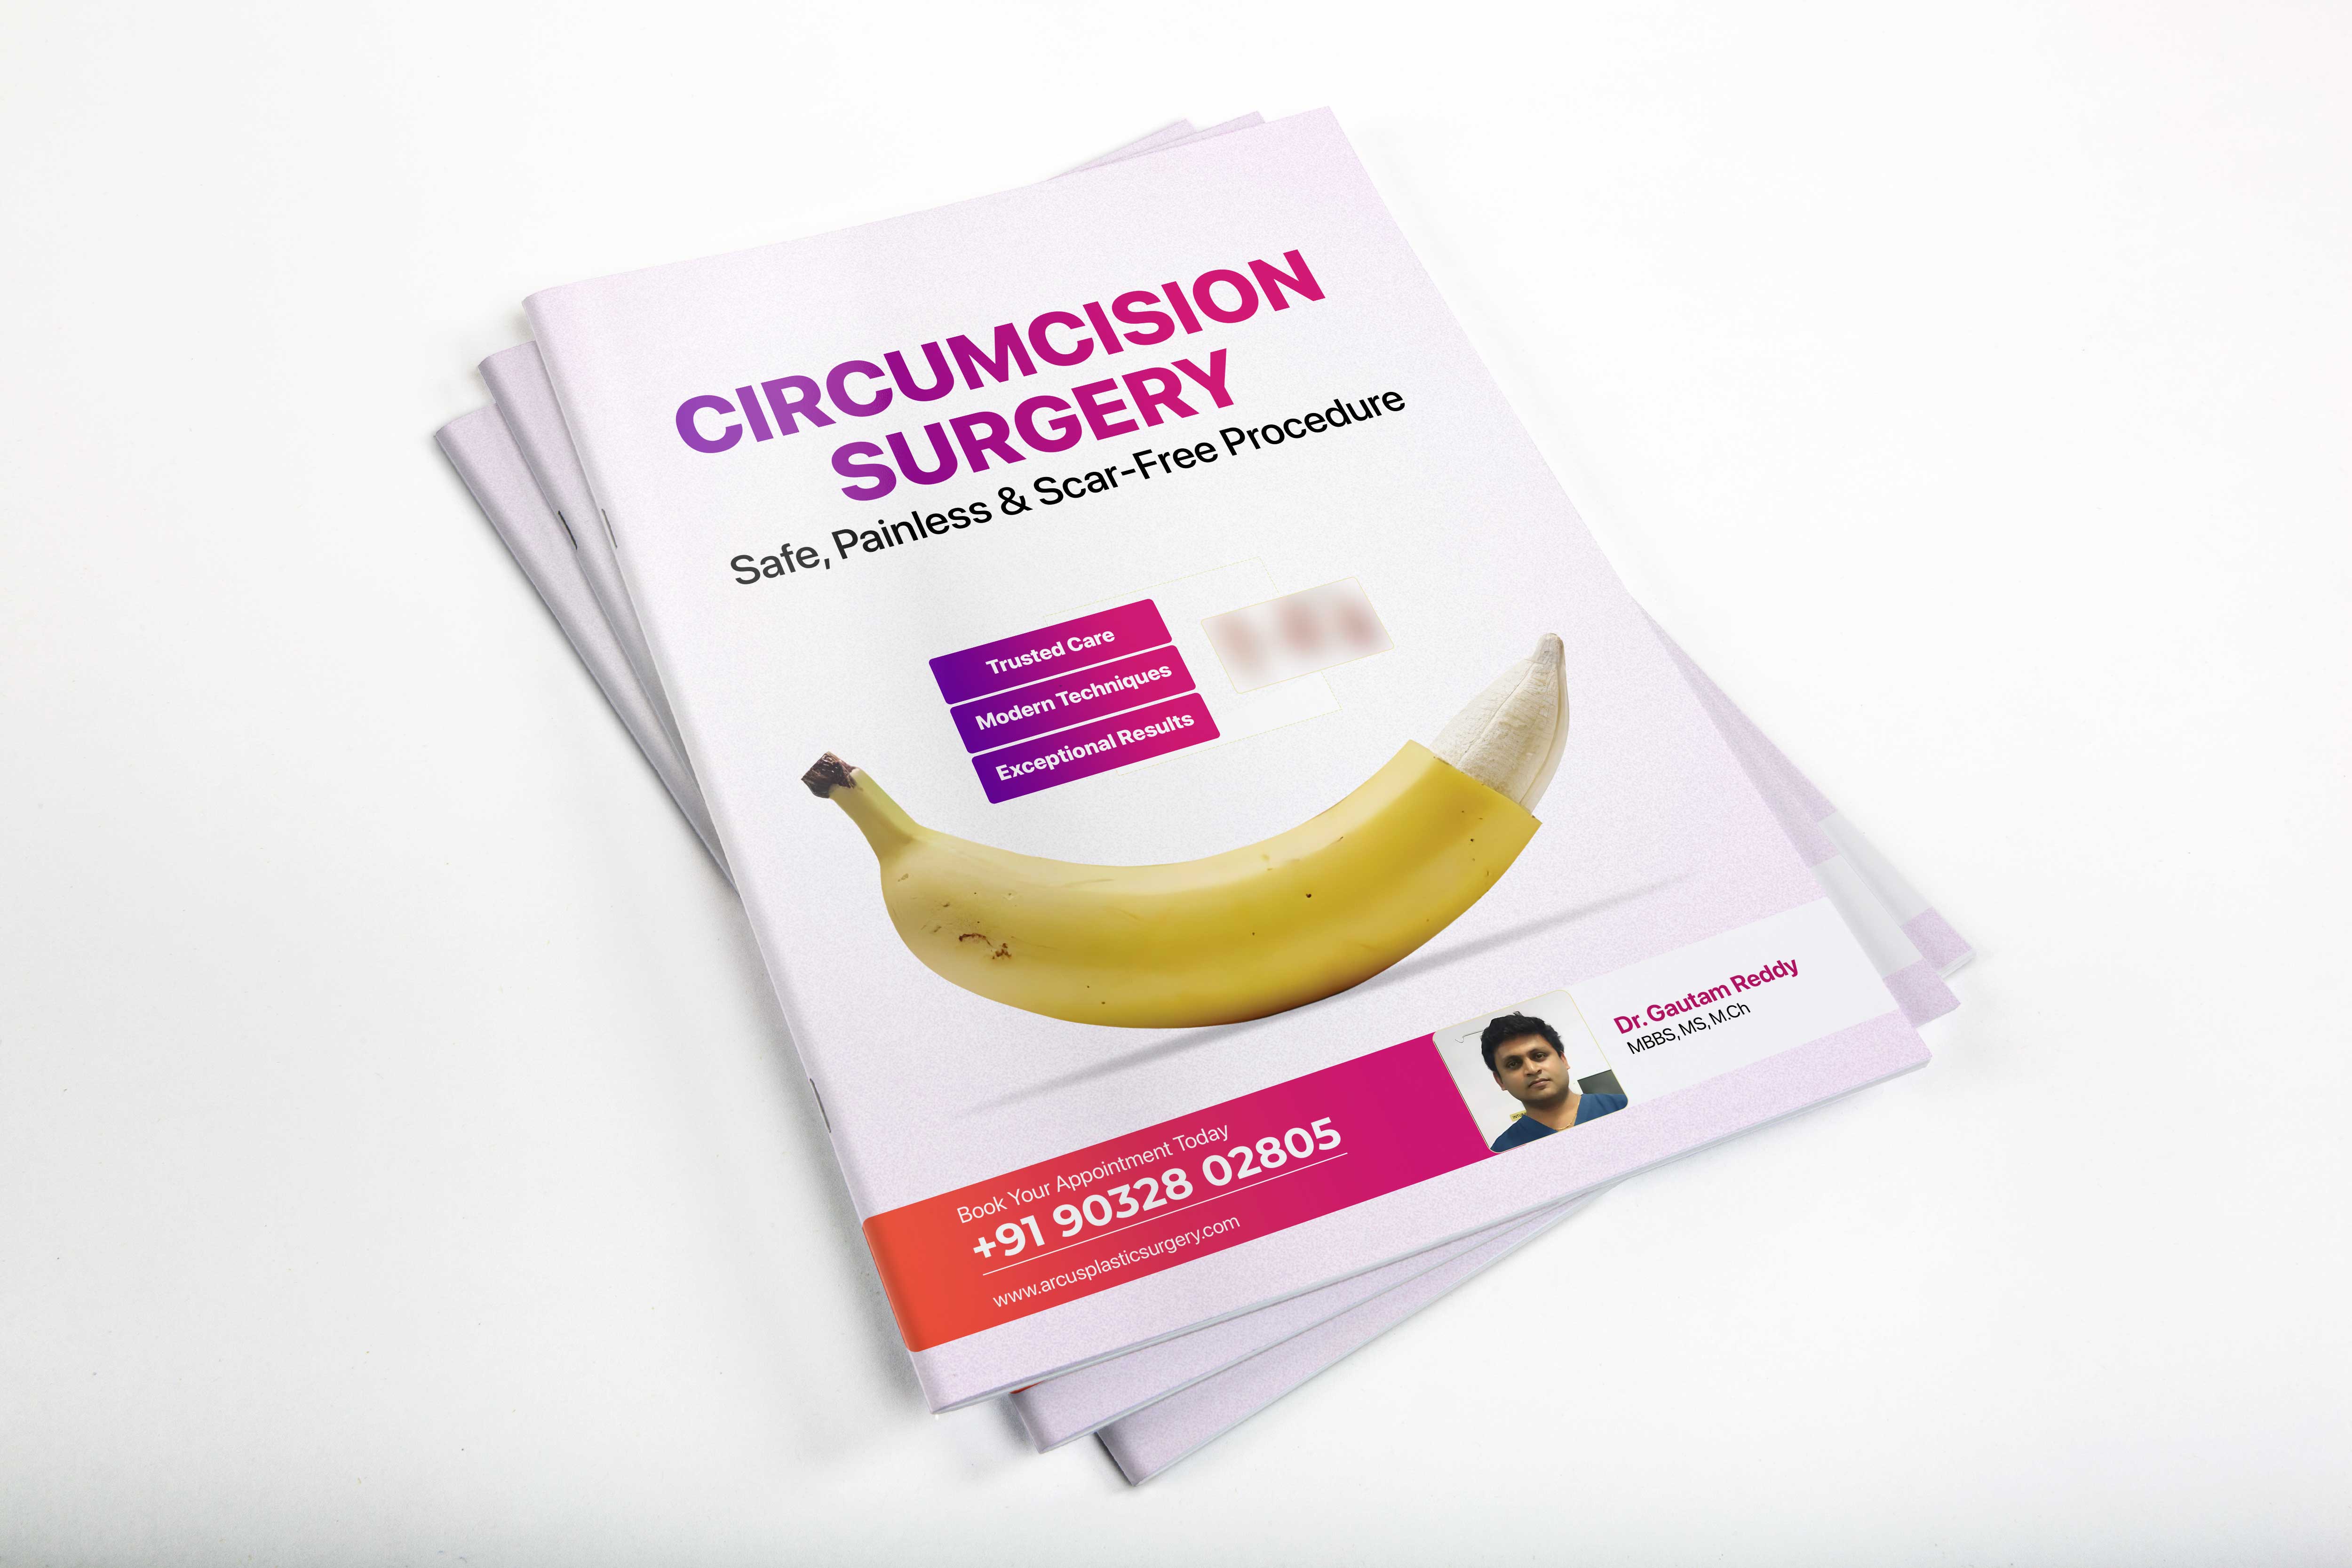 CIRCUMCISION
SURGERY
Safe, Painless & Scar-Free Procedure
Trusted Care
Modern Techniques
Exceptional Results
Book Your Appointment Today
+91 90328 02805
www.arcusplasticsurgery.com
Dr. Gautam Reddy
MBBS, MS, M.Ch